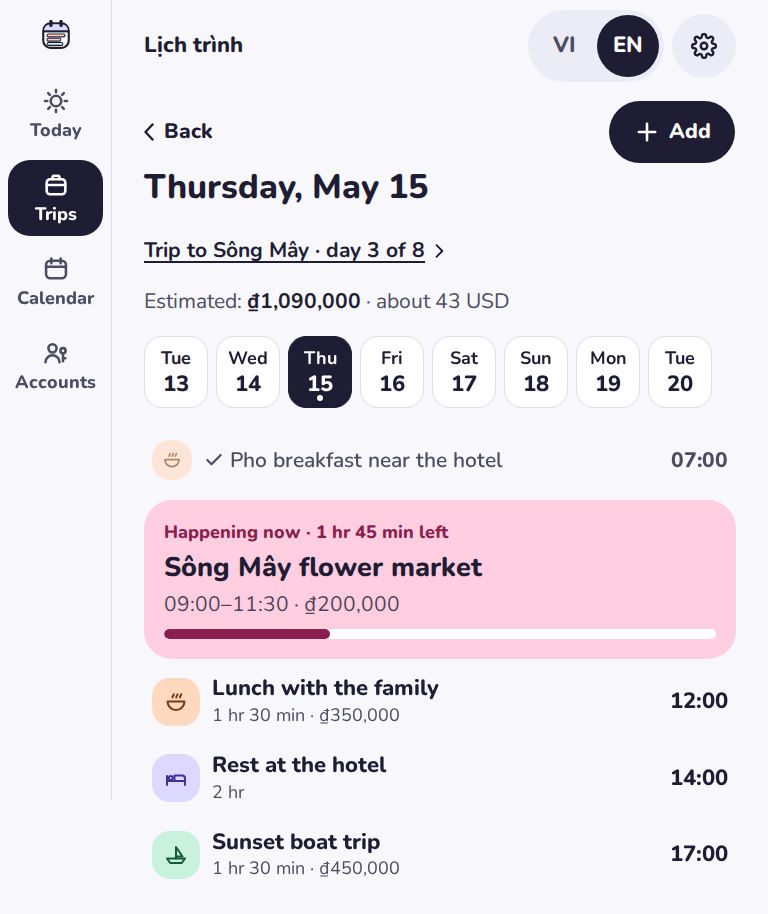 Lịch trình
VI
EN
Today
Trips
Calendar
Accounts
Back
Add
Thursday, May 15
Trip to Sông Mây · day 3 of 8
Estimated: ₫1,090,000 · about 43 USD
Tue
13
Wed
14
Thu
15
Fri
16
Sat
17
Sun
18
Mon
19
Tue
20
Pho breakfast near the hotel
07:00
Happening now · 1 hr 45 min left
Sông Mây flower market
09:00–11:30 · ₫200,000
Lunch with the family
1 hr 30 min · ₫350,000
12:00
Rest at the hotel
2 hr
14:00
Sunset boat trip
1 hr 30 min · ₫450,000
17:00